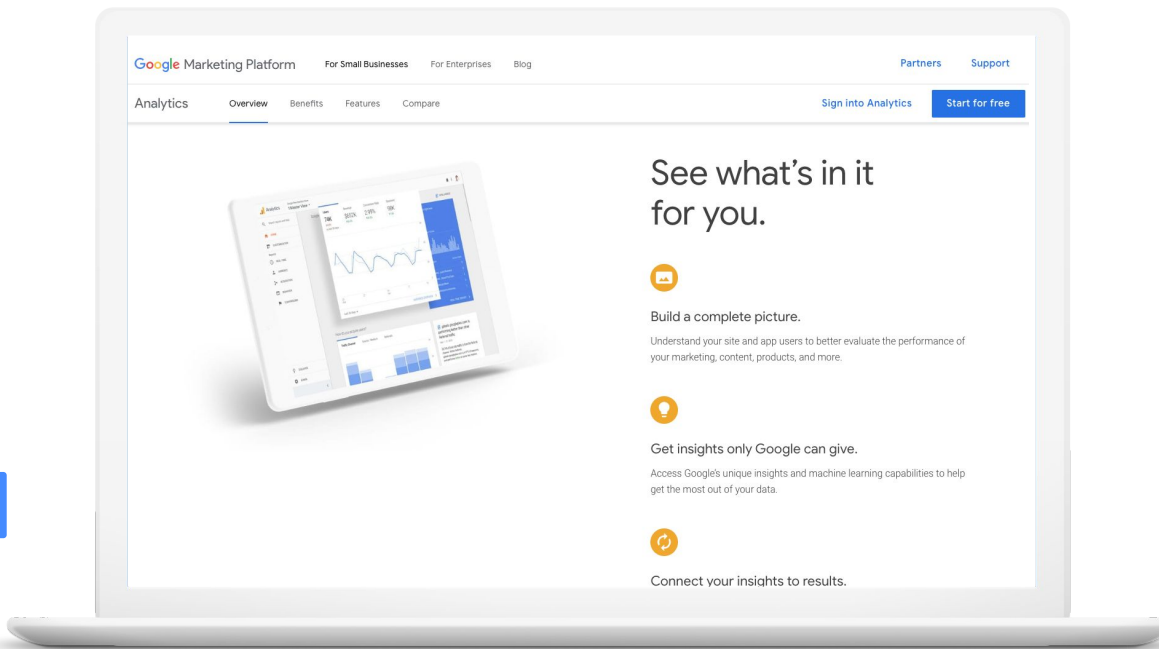 Google Marketing Platform For Small Businesses For Enterprises Blog Partners Support
Analytics Overview Benefits Features Compare Sign into Analytics Start for free
See what's in it
for you.
Build a complete picture.
Understand your site and app users to better evaluate the performance of
your marketing, content, products, and more.
Get insights only Google can give.
Access Google's unique insights and machine learning capabilities to help
get the most out of your data.
Connect your insights to results.
Analytics